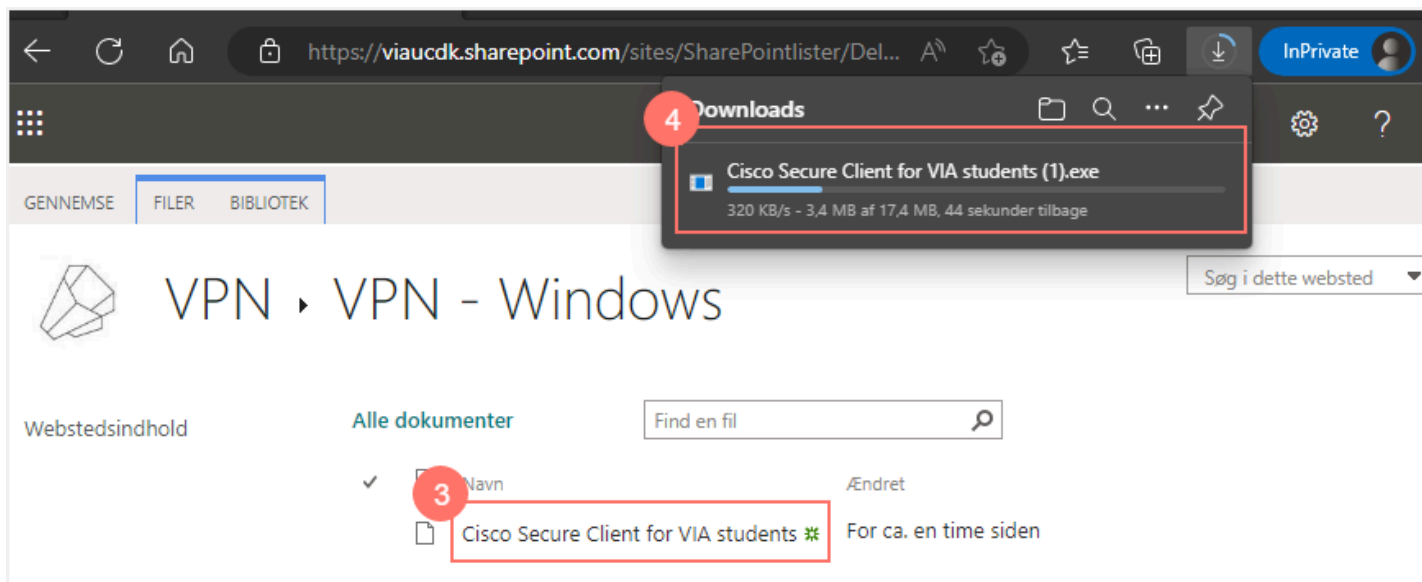 https://viaucdk.sharepoint.com/sites/SharePointlister/Del... A
InPrivate
4
Downloads
Cisco Secure Client for VIA students (1).exe
320 KB/s - 3,4 MB af 17,4 MB, 44 sekunder tilbage
?
GENNEMSE FILER BIBLIOTEK
VPN ▸ VPN - Windows
Søg i dette websted
Webstedsindhold
Alle dokumenter
Find en fil
3
Navn Ændret
Cisco Secure Client for VIA students For ca. en time siden